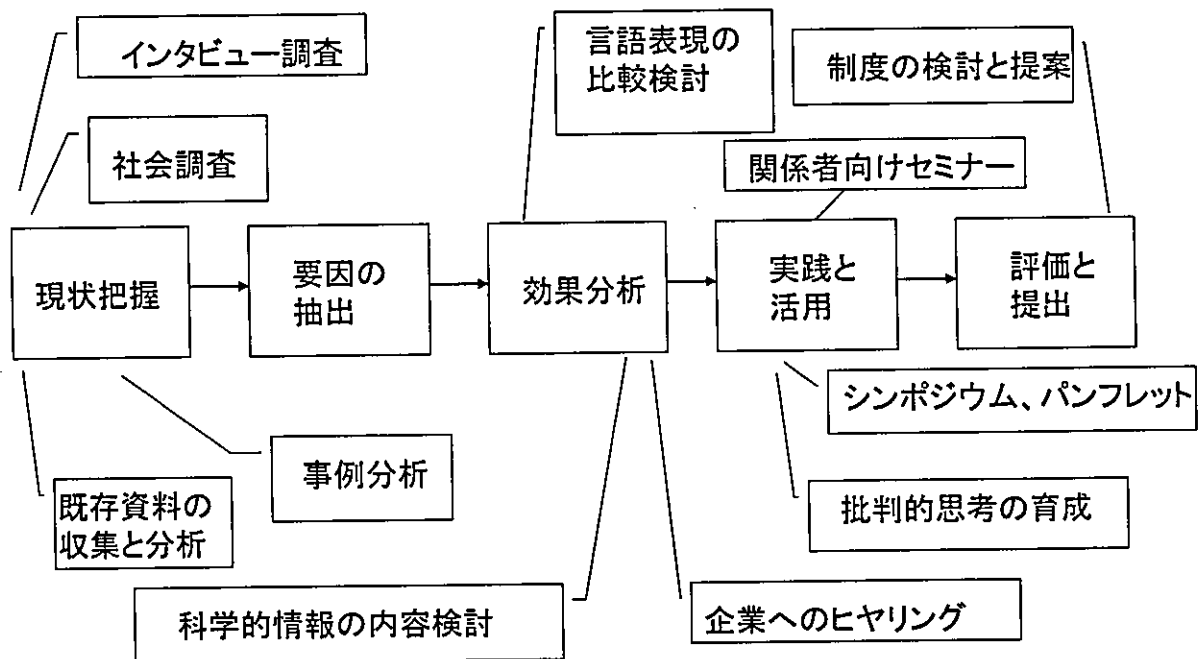 インタビュー調査
言語表現の
比較検討
制度の検討と提案
社会調査
関係者向けセミナー
現状把握
要因の
抽出
効果分析
実践と
活用
評価と
提出
シンポジウム、パンフレット
事例分析
既存資料の
収集と分析
批判的思考の育成
科学的情報の内容検討
企業へのヒヤリング